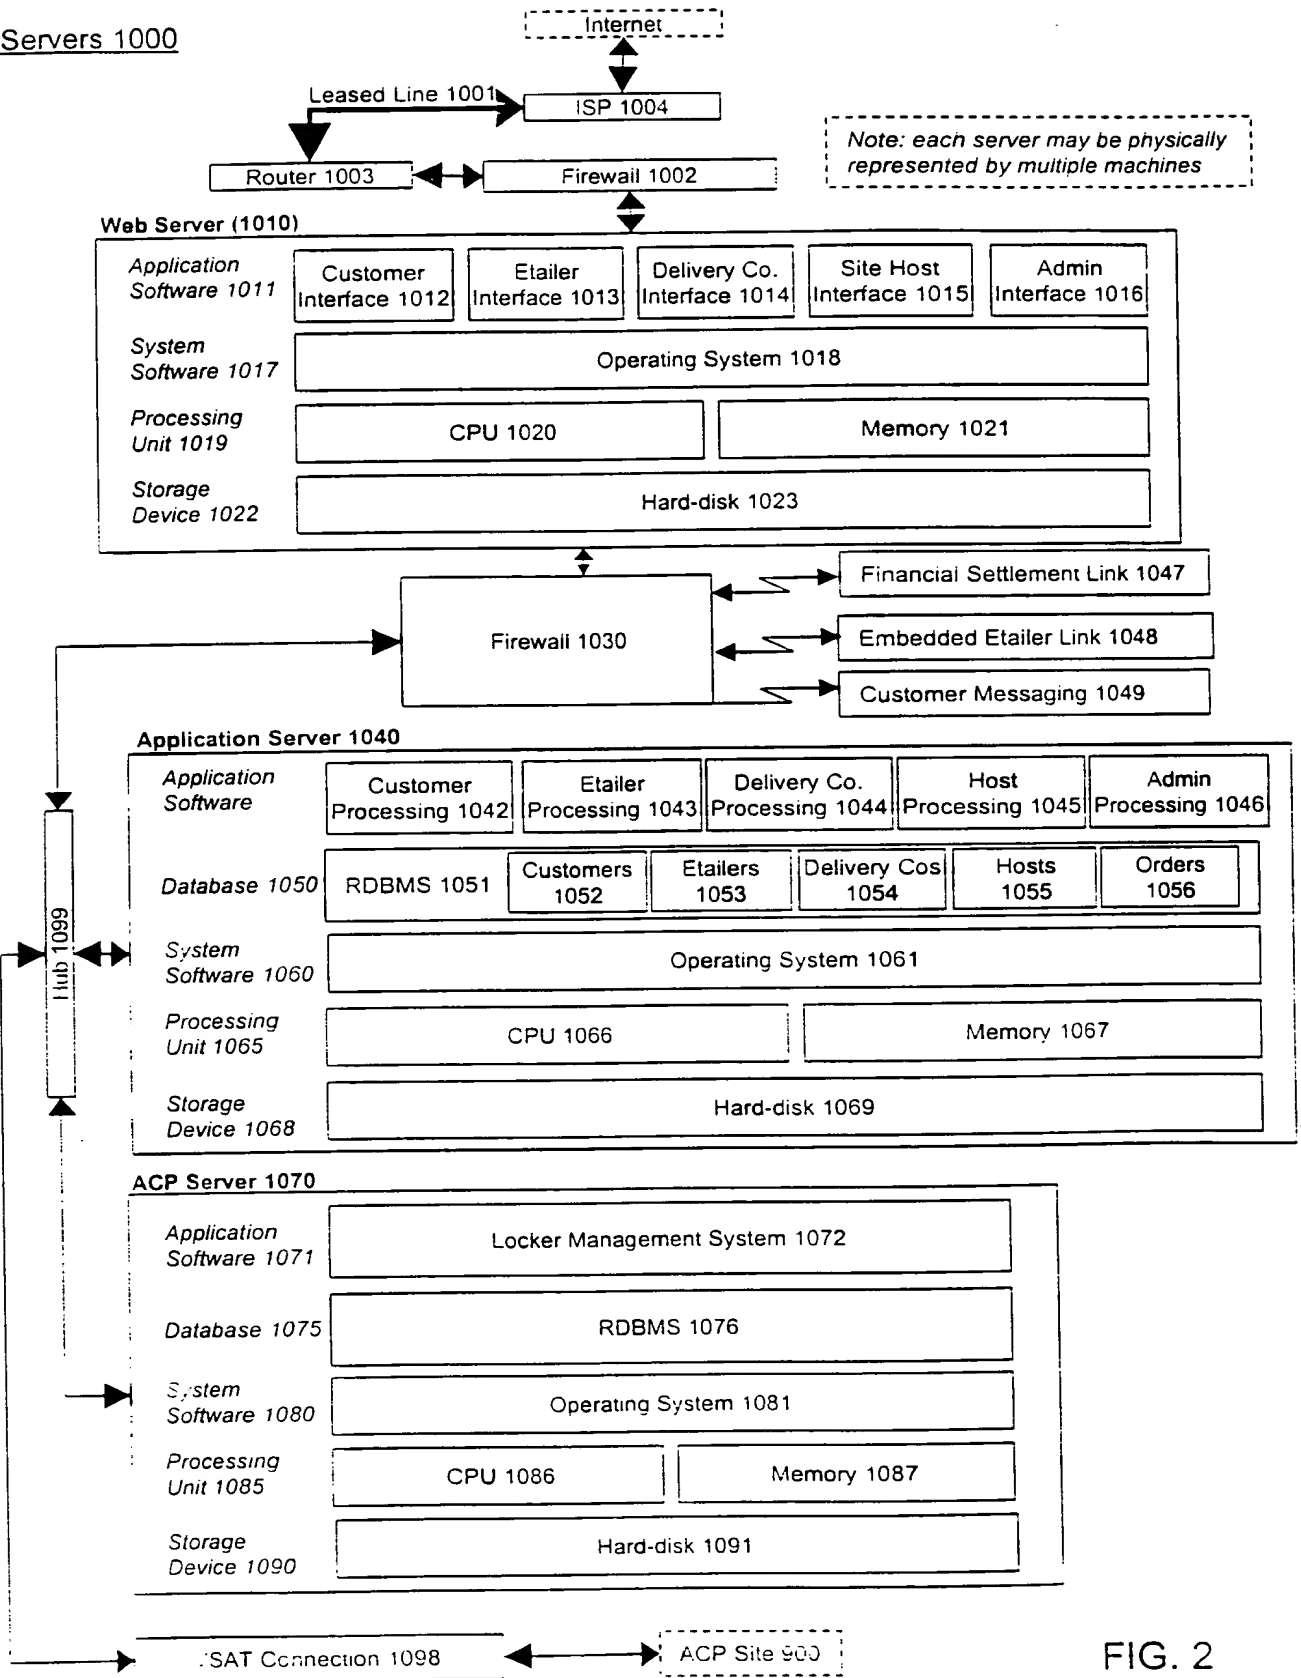 Servers 1000
Internet
Leased Line 1001
ISP 1004
Note: each server may be physically
represented by multiple machines
Router 1003
Firewall 1002
Web Server (1010)
Application
Software 1011
Customer
Interface 1012
Etailer
Interface 1013
Delivery Co.
Interface 1014
Site Host
Interface 1015
Admin
Interface 1016
System
Software 1017
Operating System 1018
Processing
Unit 1019
CPU 1020
Memory 1021
Storage
Device 1022
Hard-disk 1023
Financial Settlement Link 1047
Firewall 1030
Embedded Etailer Link 1048
Customer Messaging 1049
Application Server 1040
Application
Software
Customer
Processing 1042
Etailer
Processing 1043
Delivery Co.
Processing 1044
Host
Processing 1045
Admin
Processing 1046
Database 1050
RDBMS 1051
Customers
1052
Etailers
1053
Delivery Cos
1054
Hosts
1055
Orders
1056
Hub 1099
System
Software 1060
Operating System 1061
Processing
Unit 1065
CPU 1066
Memory 1067
Storage
Device 1068
Hard-disk 1069
ACP Server 1070
Application
Software 1071
Locker Management System 1072
Database 1075
RDBMS 1076
System
Software 1080
Operating System 1081
Processing
Unit 1085
CPU 1086
Memory 1087
Storage
Device 1090
Hard-disk 1091
Connection 1098
ACP Site 900
FIG. 2